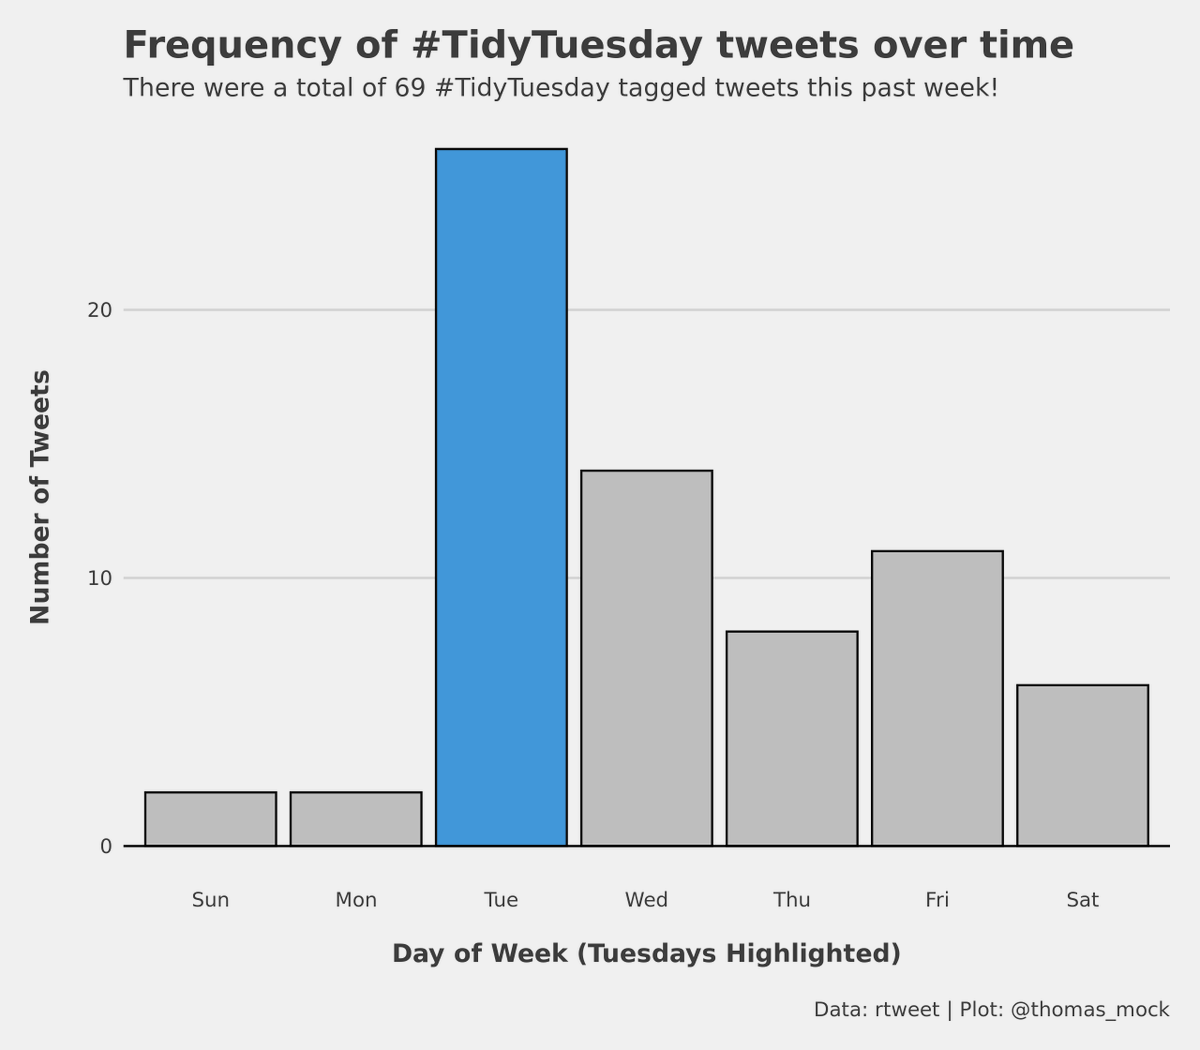 Frequency of #TidyTuesday tweets over time
There were a total of 69 #TidyTuesday tagged tweets this past week!
Number of Tweets
20
10
0
Sun Mon Tue Wed Thu Fri Sat
Day of Week (Tuesdays Highlighted)
Data: rtweet | Plot: @thomas_mock